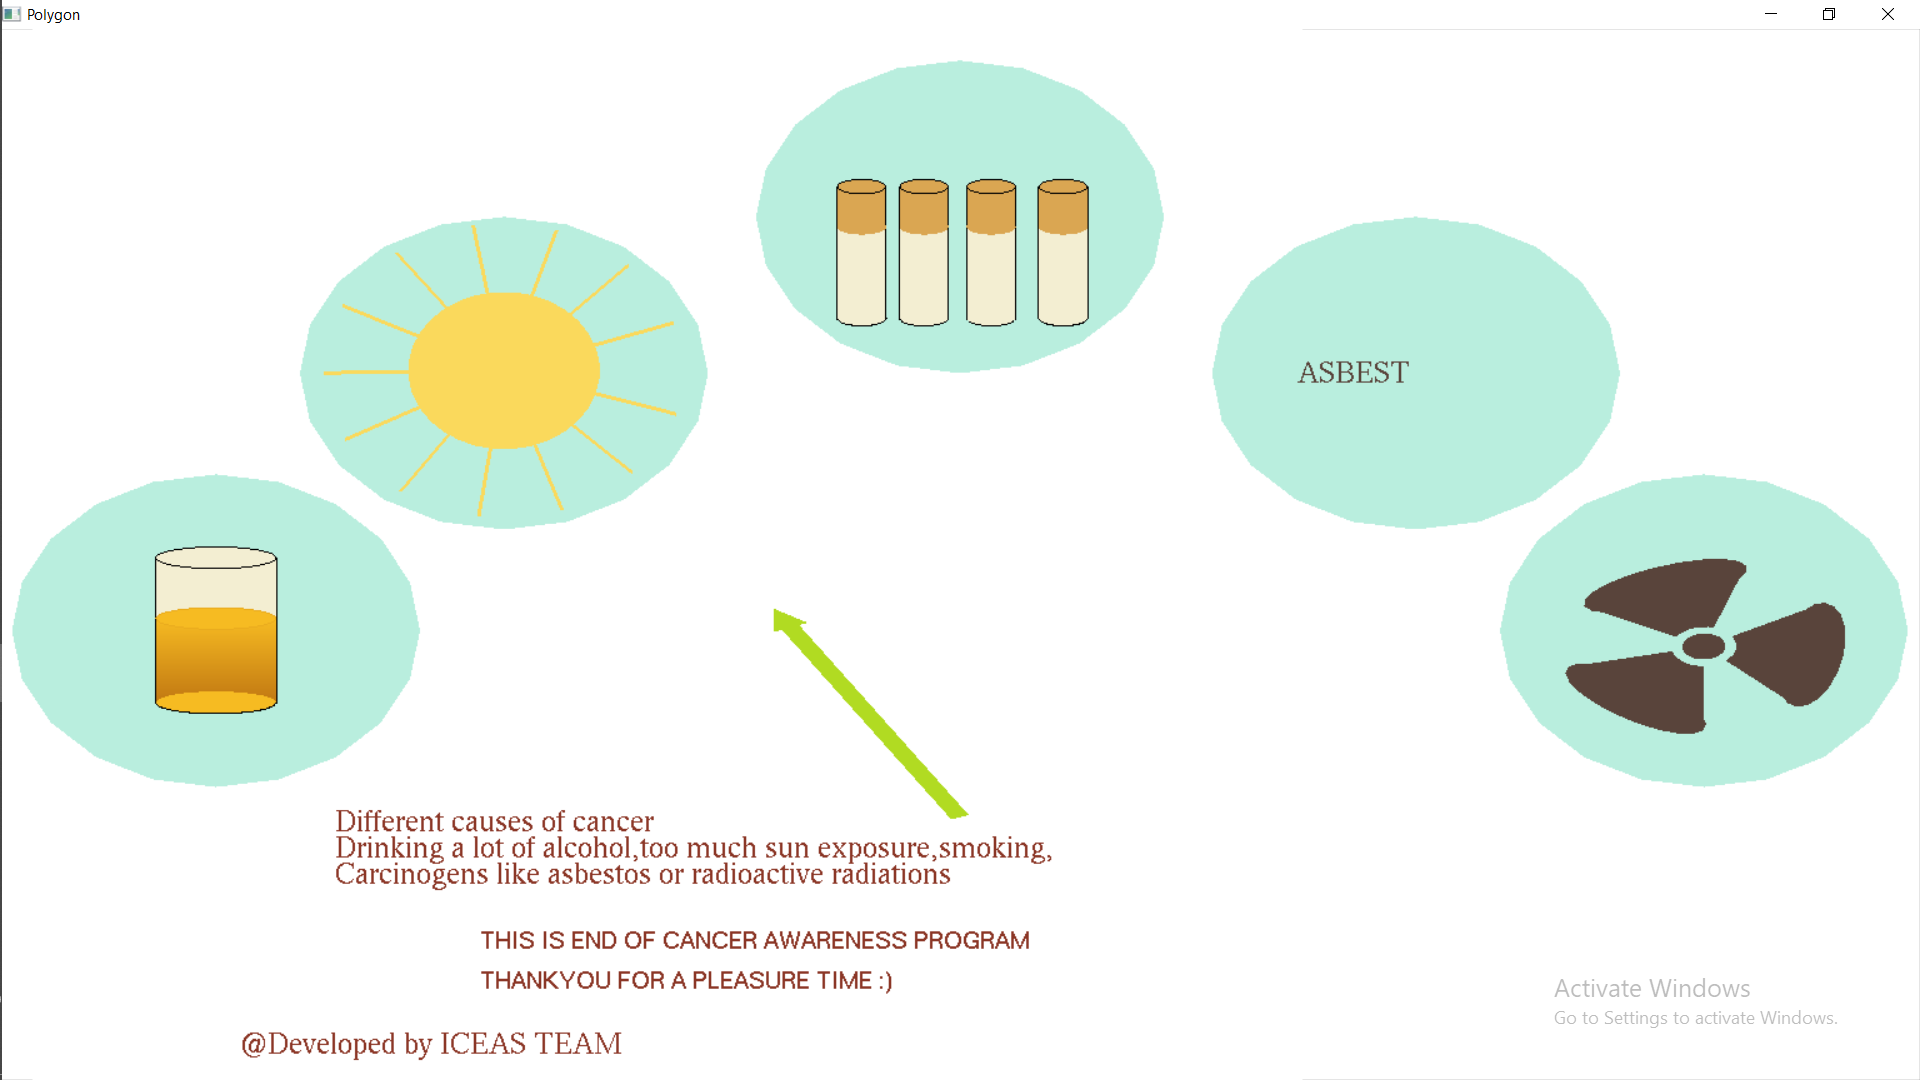 Polygon
ASBEST
Different causes of cancer
Drinking a lot of alcohol,too much sun exposure,smoking,
Carcinogens like asbestos or radioactive radiations
THIS IS END OF CANCER AWARENESS PROGRAM
THANKYOU FOR A PLEASURE TIME :)
@Developed by ICEAS TEAM
Activate Windows
Go to Settings to activate Windows.